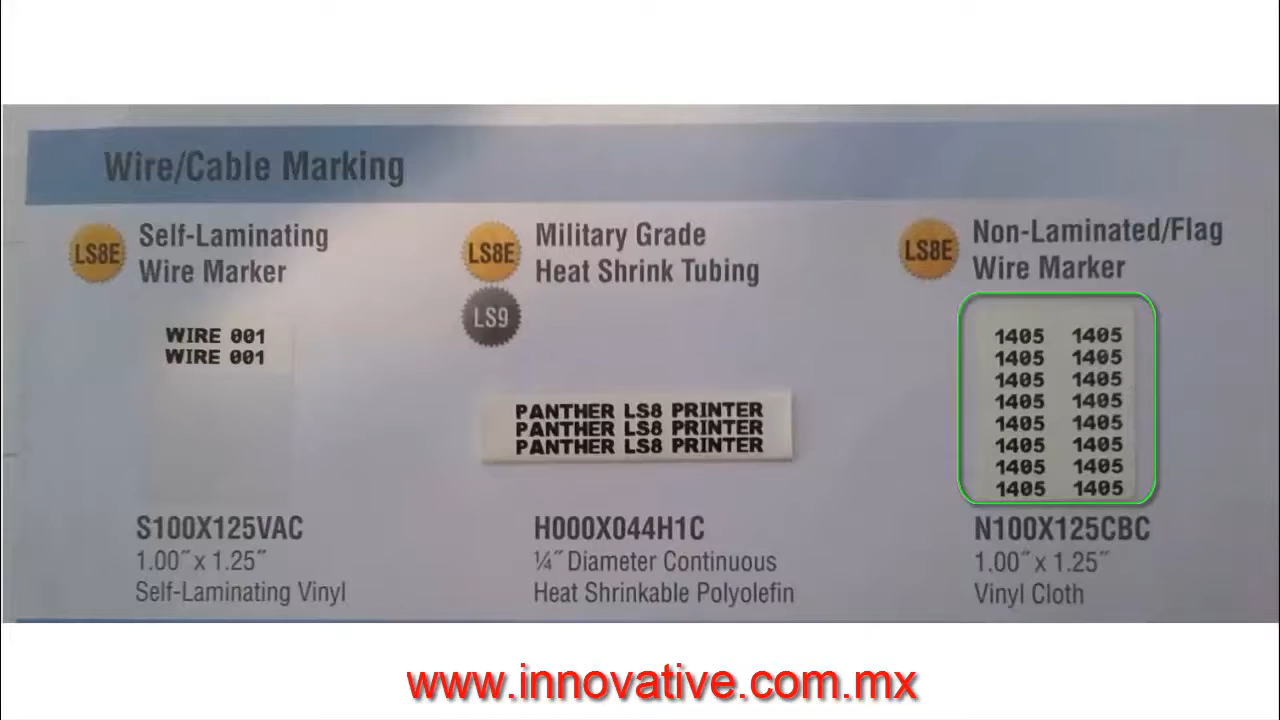 Wire/Cable Marking
LS8E
Self-Laminating
Wire Marker
WIRE 001
WIRE 001
S100X125VAC
1.00″ x 1.25″
Self-Laminating Vinyl
LS8E
LS9
Military Grade
Heat Shrink Tubing
PANTHER LS8 PRINTER
PANTHER LS8 PRINTER
PANTHER LS8 PRINTER
H000X044H1C
¼″ Diameter Continuous
Heat Shrinkable Polyolefin
LS8E
Non-Laminated/Flag
Wire Marker
1405 1405
1405 1405
1405 1405
1405 1405
1405 1405
1405 1405
1405 1405
1405 1405
N100X125CBC
1.00″ x 1.25″
Vinyl Cloth
www.innovative.com.mx